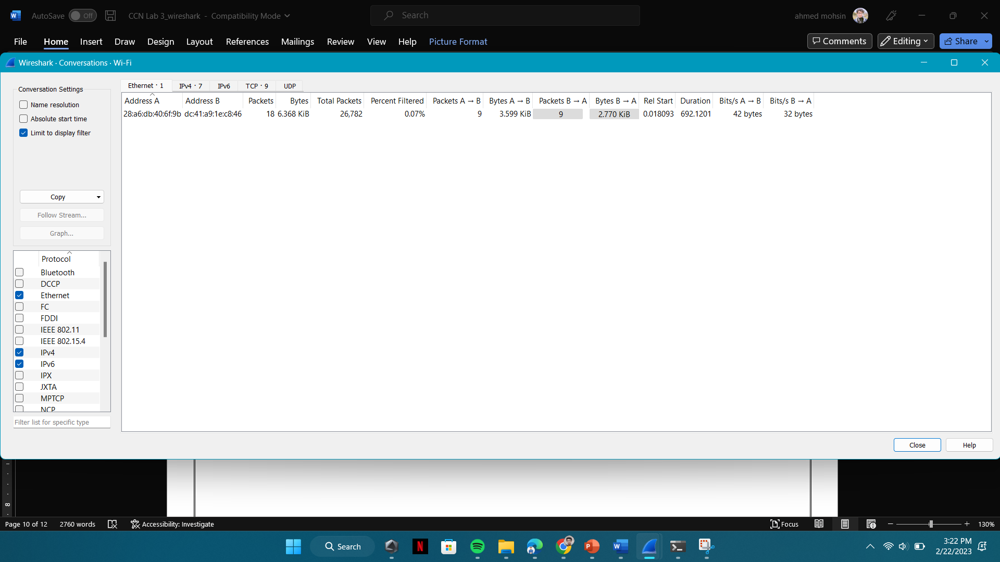 AutoSave Off CCN Lab 3_wireshark - Compatibility Mode Search ahmed mohsin
File Home Insert Draw Design Layout References Mailings Review View Help Picture Format Comments Editing Share
Wireshark · Conversations · Wi-Fi
Conversation Settings
Name resolution
Absolute start time
Limit to display filter
Copy
Follow Stream...
Graph...
Protocol
Bluetooth
DCCP
Ethernet
FC
FDDI
IEEE 802.11
IEEE 802.15.4
IPv4
IPv6
IPX
JXTA
MPTCP
NCP
Filter list for specific type
Ethernet · 1 IPv4 · 7 IPv6 TCP · 9 UDP
Address A Address B Packets Bytes Total Packets Percent Filtered Packets A → B Bytes A → B Packets B → A Bytes B → A Rel Start Duration Bits/s A → B Bits/s B → A
28:a6:db:40:6f:9b dc:41:a9:1e:c8:46 18 6.368 KiB 26,782 0.07% 9 3.599 KiB 9 2.770 KiB 0.018093 692.1201 42 bytes 32 bytes
Close Help
8
Page 10 of 12 2760 words Accessibility: Investigate Focus 130%
Search
3:22 PM
2/22/2023